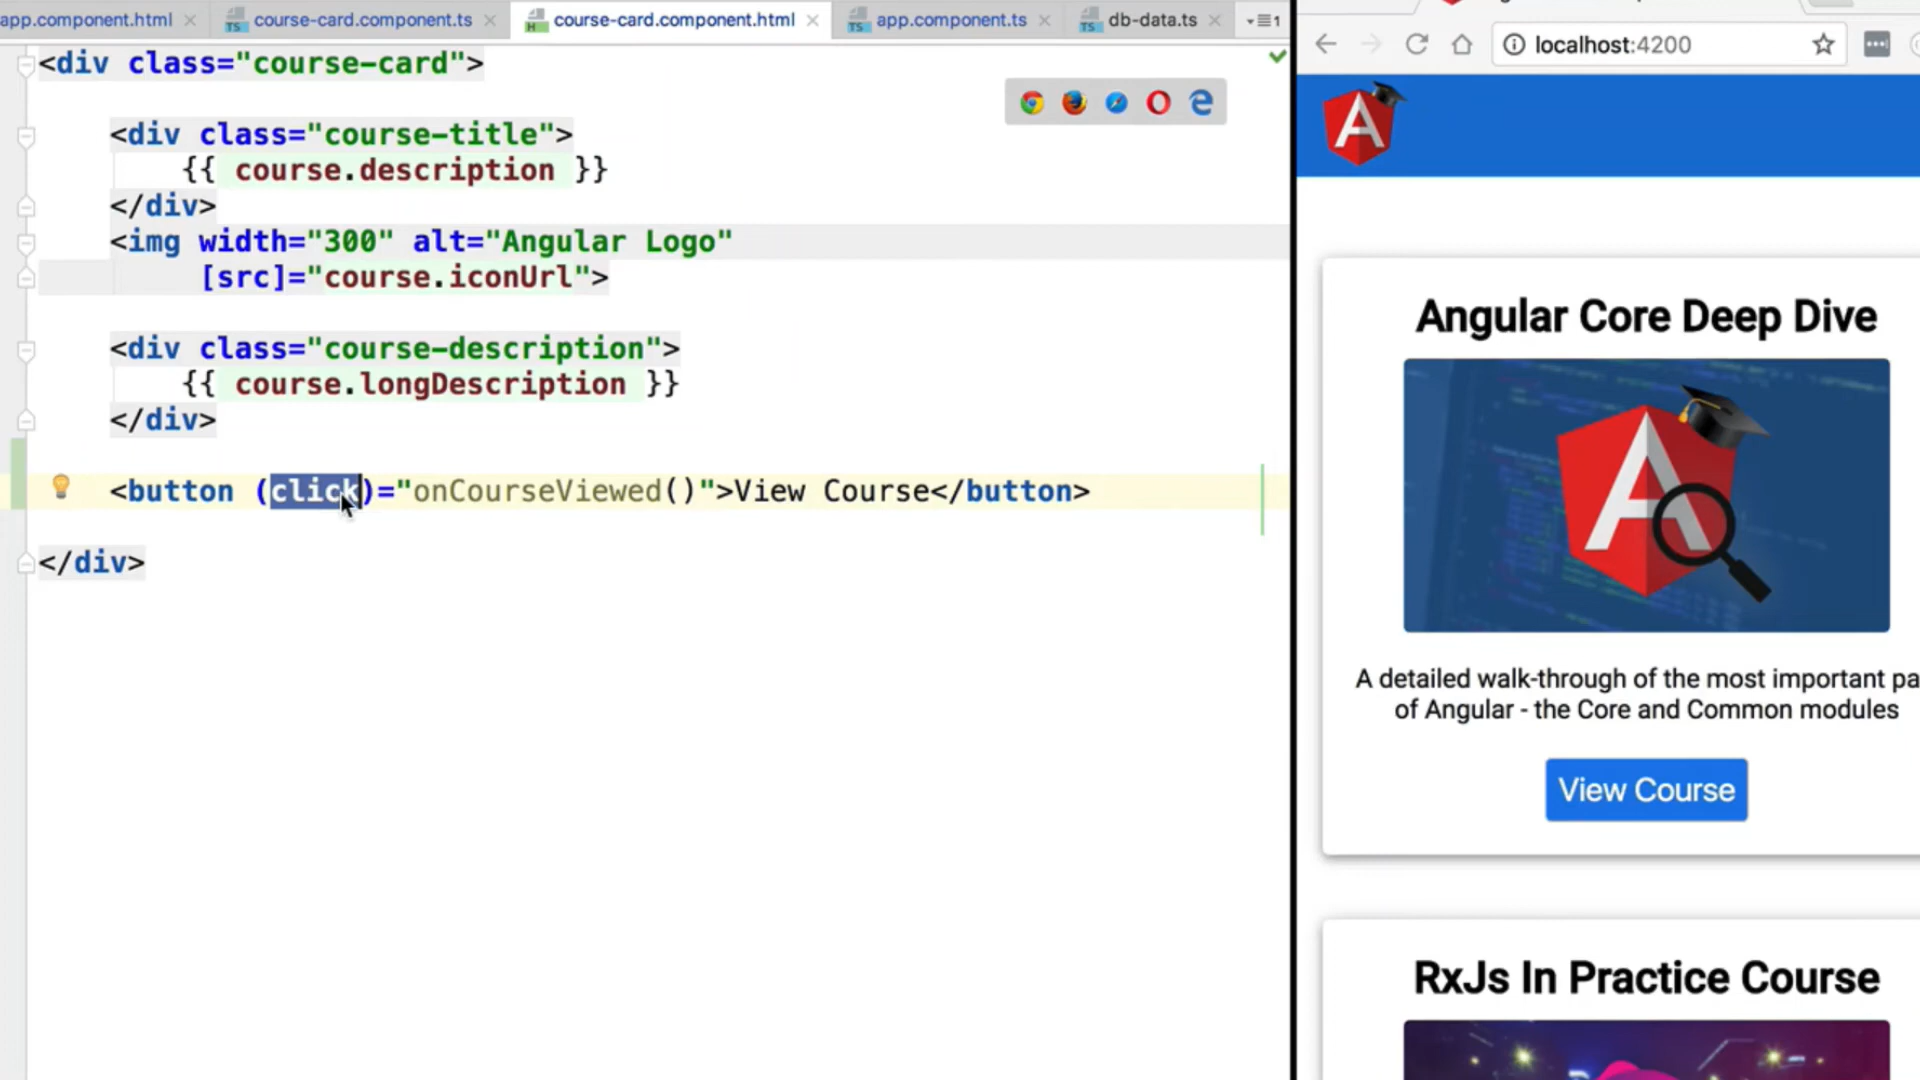 app.component.html
course-card.component.ts
course-card.component.html
app.component.ts
db-data.ts
<div class="course-card">
<div class="course-title">
{{ course.description }}
</div>
<img width="300" alt="Angular Logo"
[src]="course.iconUrl">
<div class="course-description">
{{ course.longDescription }}
</div>
<button (click)="onCourseViewed()">View Course</button>
</div>
localhost:4200
Angular Core Deep Dive
A detailed walk-through of the most important pa
of Angular - the Core and Common modules
View Course
RxJs In Practice Course